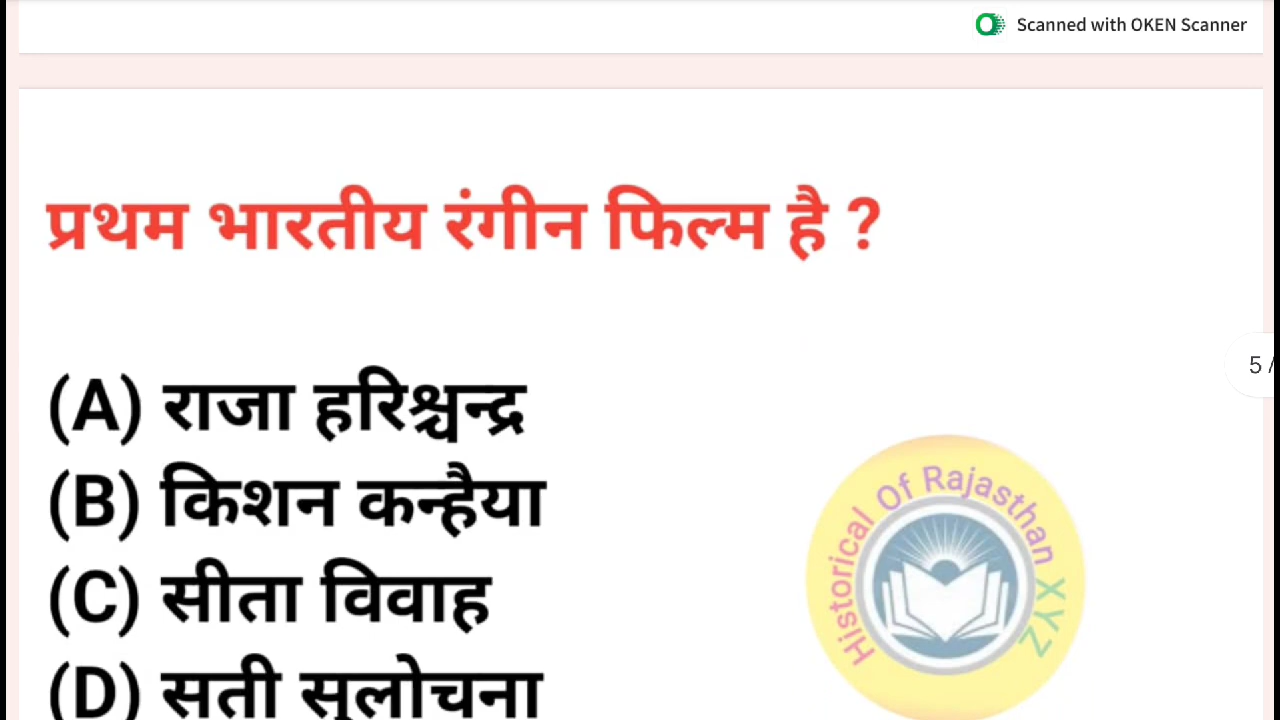 Scanned with OKEN Scanner
प्रथम भारतीय रंगीन फिल्म है ?
5 /
(A) राजा हरिश्चन्द्र
(B) किशन कन्हैया
(C) सीता विवाह
(D) सती सुलोचना
Historical Of Rajasthan XYZ